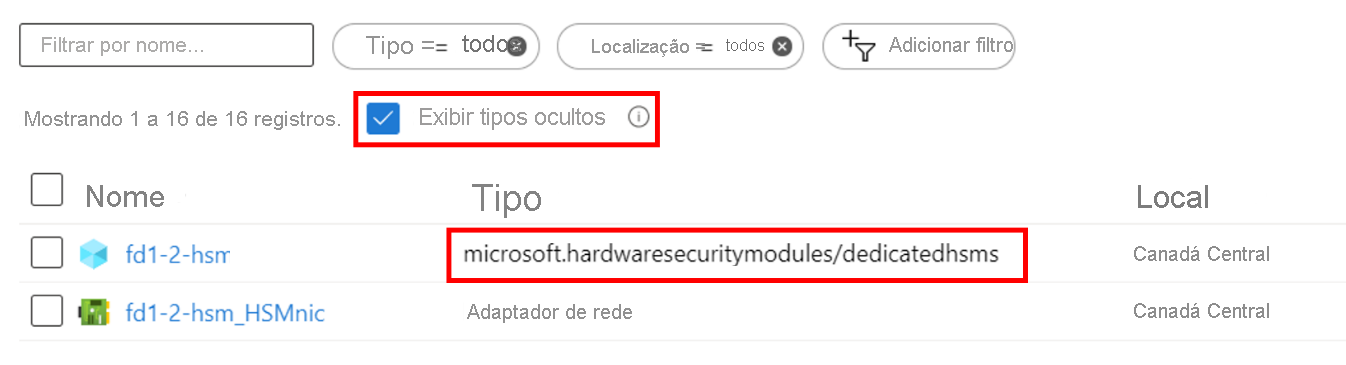 Filtrar por nome... Tipo == todos Localização == todos Adicionar filtro
Mostrando 1 a 16 de 16 registros. Exibir tipos ocultos
Nome Tipo Local
fd1-2-hsm microsoft.hardwaresecuritymodules/dedicatedhsms Canadá Central
fd1-2-hsm_HSMnic Adaptador de rede Canadá Central